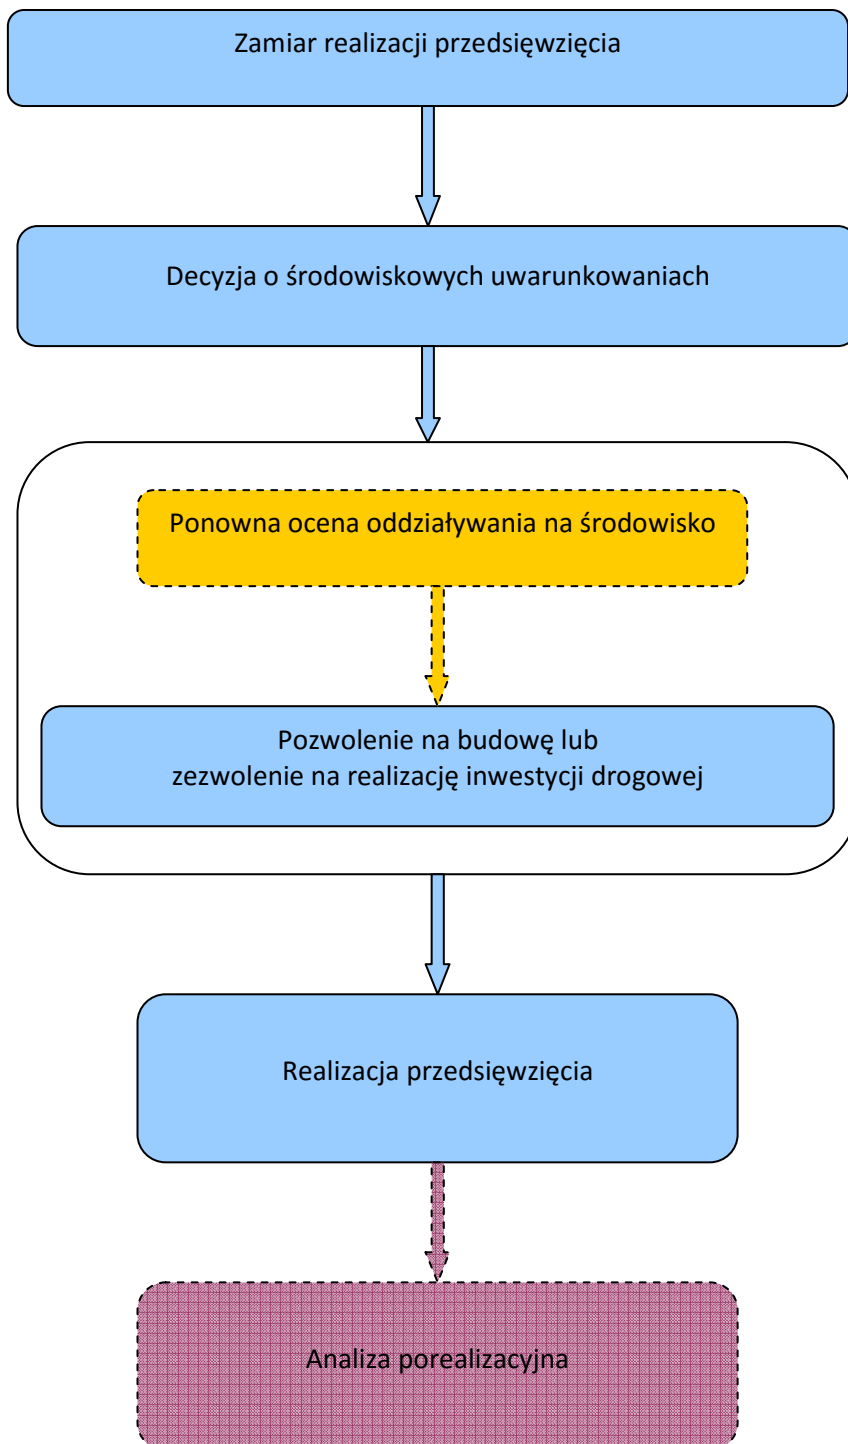 Zamiar realizacji przedsięwzięcia
Decyzja o środowiskowych uwarunkowaniach
Ponowna ocena oddziaływania na środowisko
Pozwolenie na budowę lub
zezwolenie na realizację inwestycji drogowej
Realizacja przedsięwzięcia
Analiza porealizacyjna